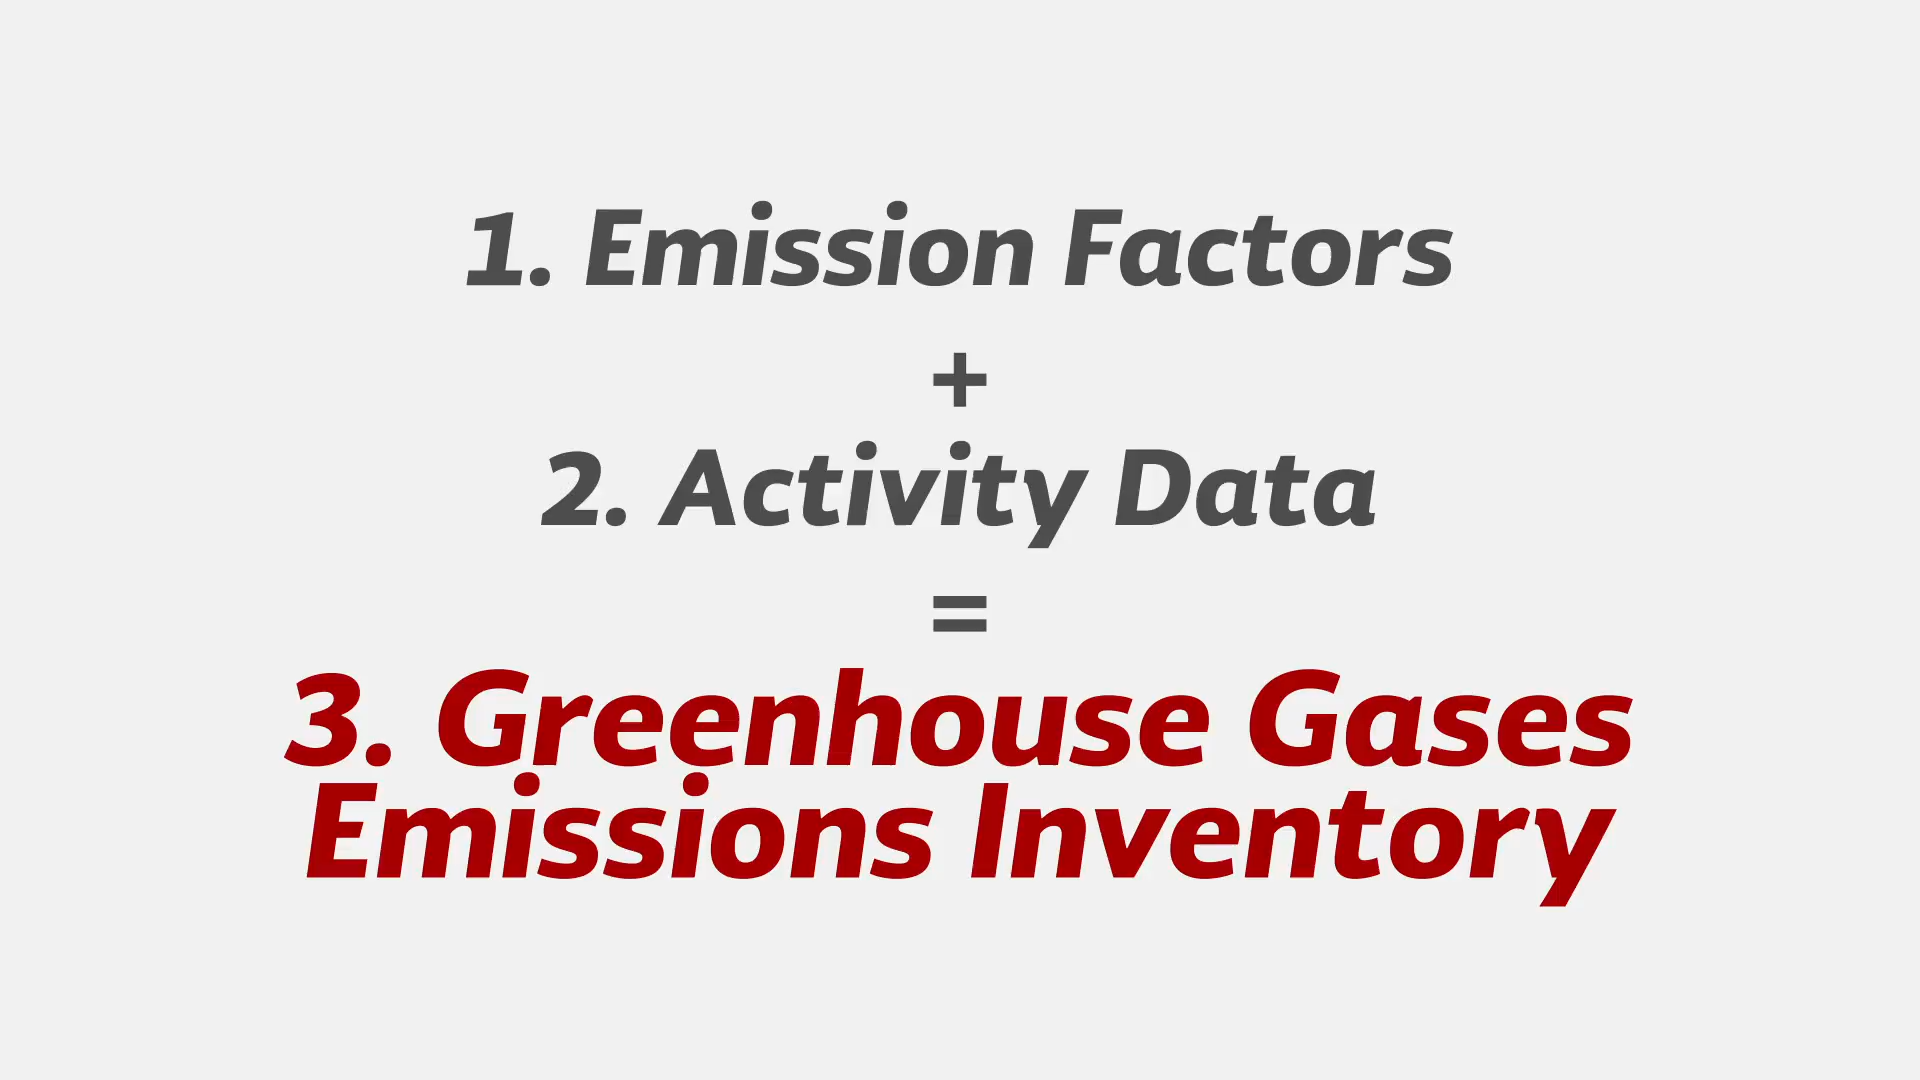 1. Emission Factors
+
2. Activity Data
=
3. Greenhouse Gases
Emissions Inventory